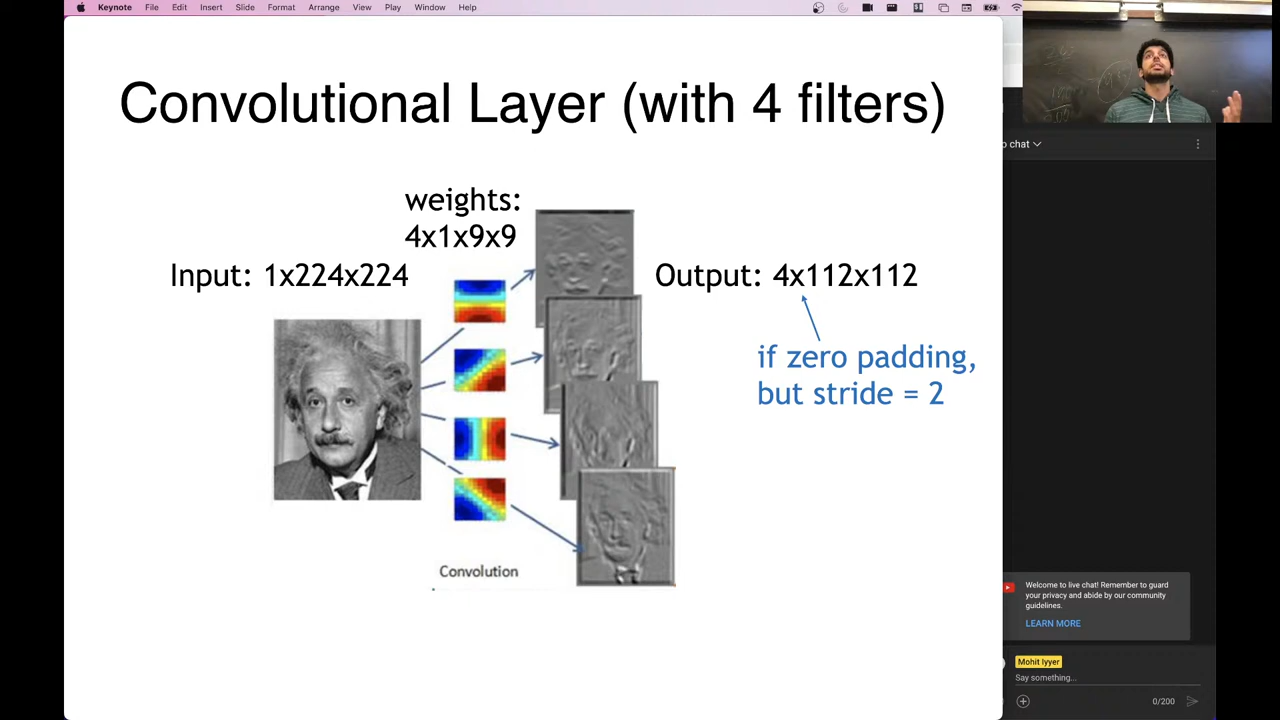 Keynote File Edit Insert Slide Format Arrange View Play Window Help
Convolutional Layer (with 4 filters)
weights:
4x1x9x9
Input: 1x224x224
Output: 4x112x112
if zero padding,
but stride = 2
Convolution
o chat
Welcome to live chat! Remember to guard
your privacy and abide by our community
guidelines.
LEARN MORE
Mohit Iyyer
Say something...
0/200